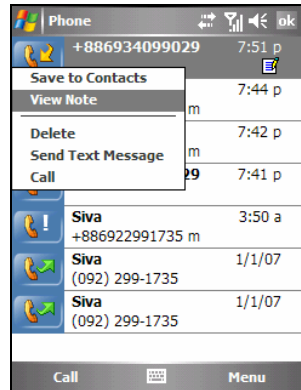 Phone ok
+886934099029 7:51 p
Save to Contacts
View Note
7:44 p
m
Delete
7:42 p
Send Text Message
m
Call
29 7:41 p
Siva 3:50 a
+886922991735 m
Siva 1/1/07
(092) 299-1735
Siva 1/1/07
(092) 299-1735
Call Menu